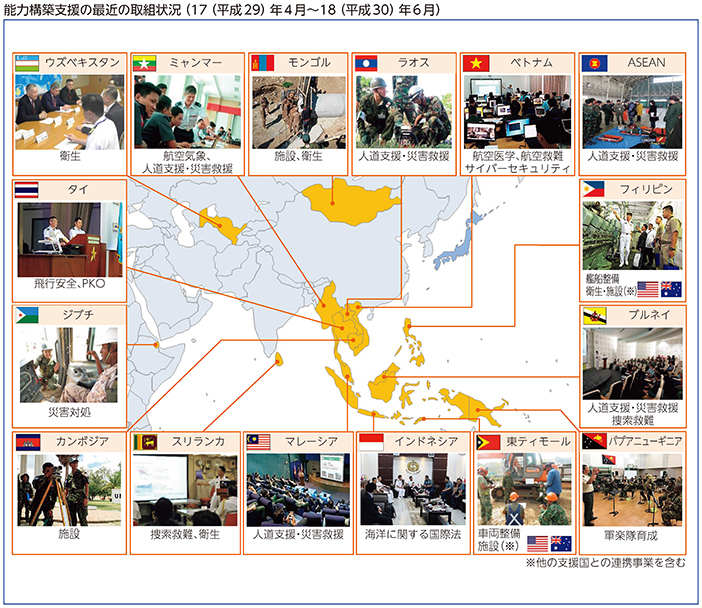 能力構築支援の最近の取組状況(17(平成29)年4月~18(平成30)年6月)
ウズベキスタン
衛生
ミャンマー
航空気象、
人道支援・災害救援
モンゴル
施設、衛生
ラオス
人道支援・災害救援
ベトナム
航空医学、航空救難
サイバーセキュリティ
ASEAN
人道支援・災害救援
タイ
飛行安全、PKO
フィリピン
艦船整備
衛生・施設(※)
ジブチ
災害対処
ブルネイ
人道支援・災害救援
捜索救難
カンボジア
施設
スリランカ
捜索救難、衛生
マレーシア
人道支援・災害救援
インドネシア
海洋に関する国際法
東ティモール
車両整備
施設(※)
パプアニューギニア
軍楽隊育成
※他の支援国との連携事業を含む